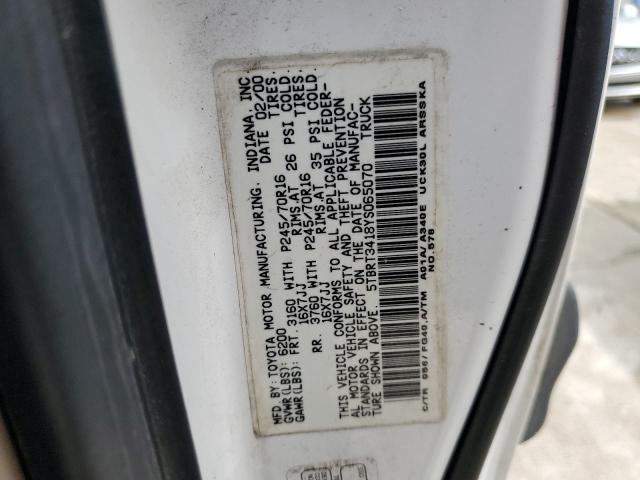 MFD. BY: TOYOTA MOTOR MANUFACTURING, INDIANA, INC.
GVWR(LBS): 6200 DATE 02/00
GAWR(LBS): FRT. 3160 WITH P245/70R16 TIRES.
16X7JJ RIMS.AT 26 PSI COLD.
RR. 3760 WITH P245/70R16 TIRES.
16X7JJ RIMS.AT 35 PSI COLD.
THIS VEHICLE CONFORMS TO ALL APPLICABLE FEDER-
AL MOTOR VEHICLE SAFETY AND THEFT PREVENTION
STANDARDS IN EFFECT ON THE DATE OF MANUFAC-
TURE SHOWN ABOVE. 5TBRT3418YS065070 TRUCK
C/TR 056/FG40,A/TM A01A/ A340E UCK30L ARSSKA
NO.578